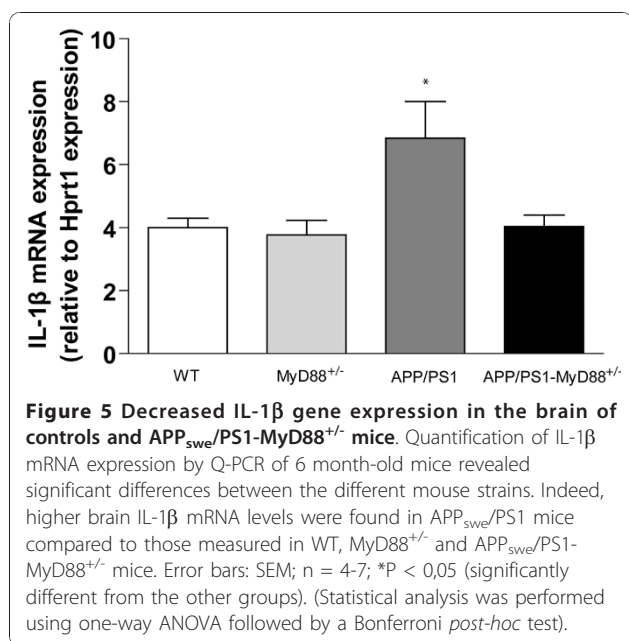 IL-1β mRNA expression
(relative to Hprt1 expression)
10
8
6
4
2
0
*
WT
MyD88+/-
APP/PS1
APP/PS1-MyD88+/-
Figure 5 Decreased IL-1β gene expression in the brain of
controls and APPswe/PS1-MyD88+/- mice. Quantification of IL-1β
mRNA expression by Q-PCR of 6 month-old mice revealed
significant differences between the different mouse strains. Indeed,
higher brain IL-1β mRNA levels were found in APPswe/PS1 mice
compared to those measured in WT, MyD88+/- and APPswe/PS1-
MyD88+/- mice. Error bars: SEM; n = 4-7; *P < 0,05 (significantly
different from the other groups). (Statistical analysis was performed
using one-way ANOVA followed by a Bonferroni post-hoc test).